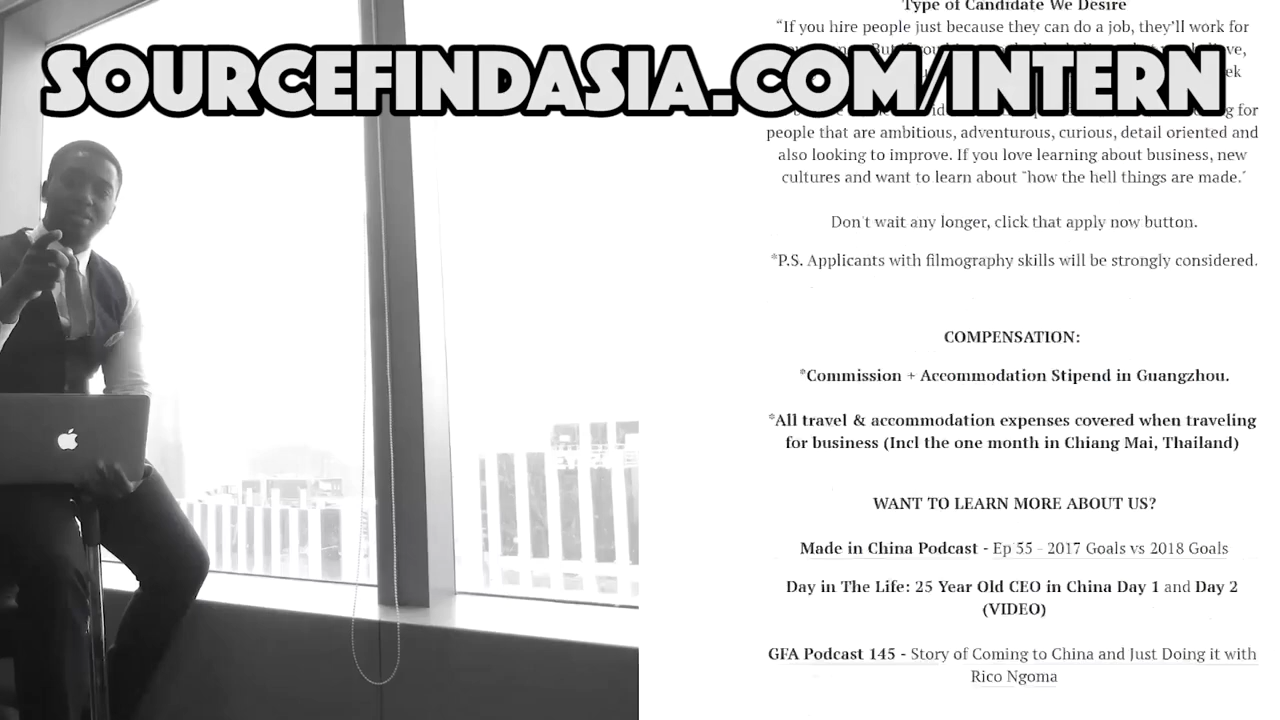 SOURCEFINDASIA.COM/INTERN
Type of Candidate We Desire
“If you hire people just because they can do a job, they’ll work for
people that are ambitious, adventurous, curious, detail oriented and
also looking to improve. If you love learning about business, new
cultures and want to learn about "how the hell things are made."
Don't wait any longer, click that apply now button.
*P.S. Applicants with filmography skills will be strongly considered.
COMPENSATION:
*Commission + Accommodation Stipend in Guangzhou.
*All travel & accommodation expenses covered when traveling
for business (Incl the one month in Chiang Mai, Thailand)
WANT TO LEARN MORE ABOUT US?
Made in China Podcast - Ep 55 - 2017 Goals vs 2018 Goals
Day in The Life: 25 Year Old CEO in China Day 1 and Day 2
(VIDEO)
GFA Podcast 145 - Story of Coming to China and Just Doing it with
Rico Ngoma